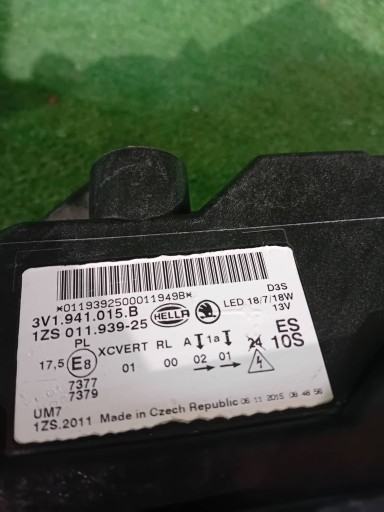 *0119392500011949B*
D3S
3V1.941.015.B HELLA LED 18/7/18W
1ZS 011.939-25 13V
PL XCVERT RL A 1a 24 ES
17,5 E8 01 00 02 01 10S
7377
7379
UM7
1ZS.2011 Made in Czech Republic 06 11 2015 08 48 56